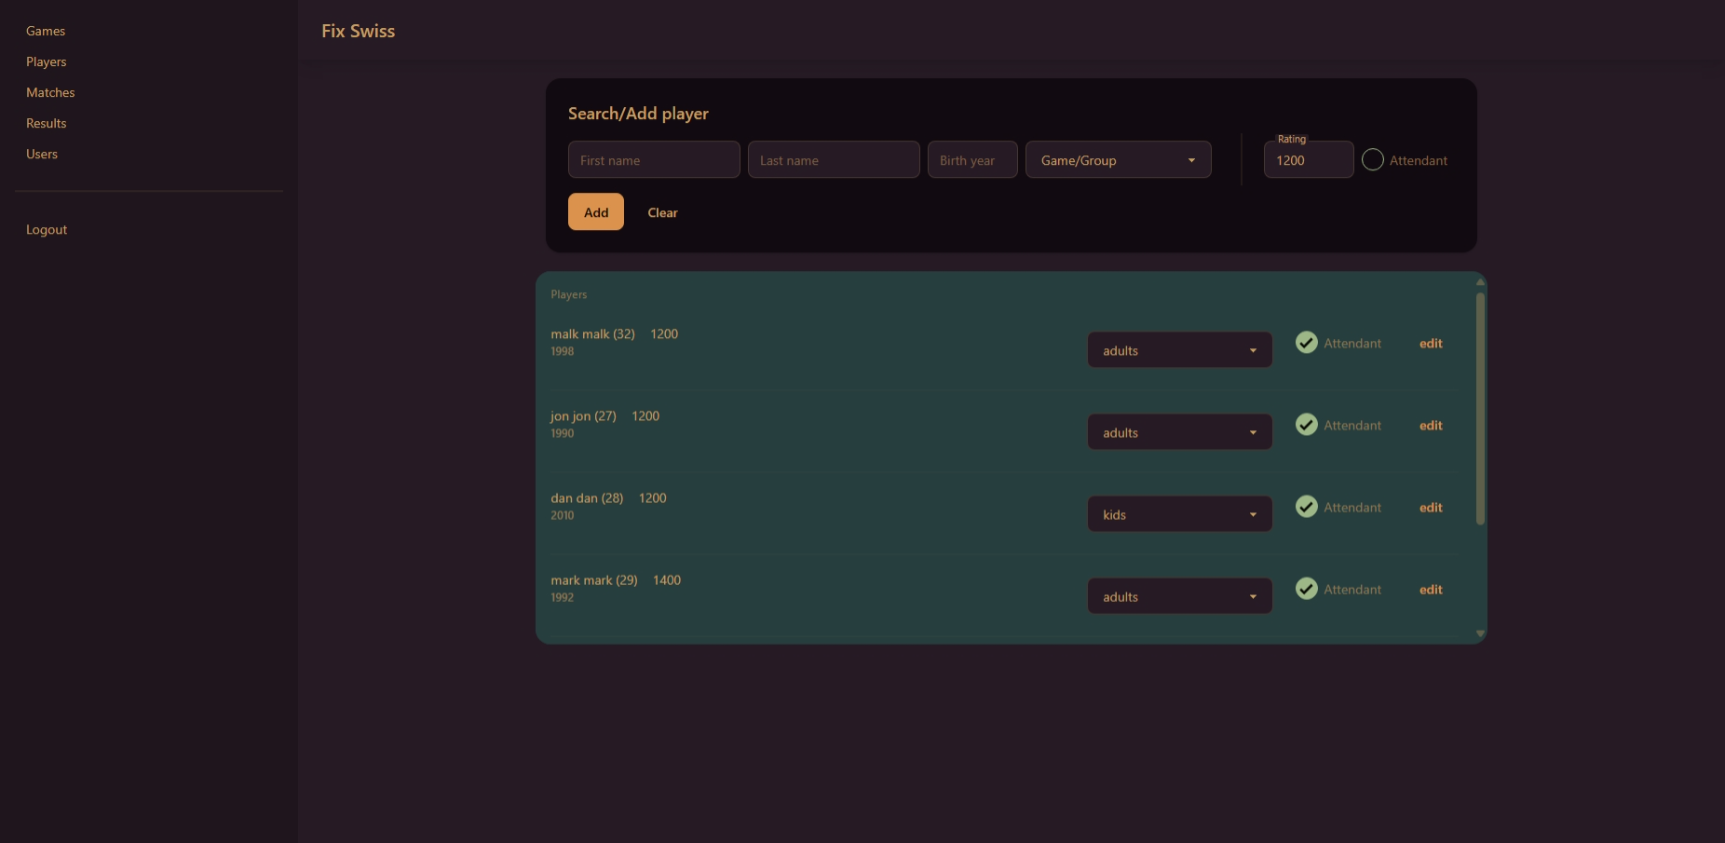 Games
Players
Matches
Results
Users
Logout
Fix Swiss
Search/Add player
First name Last name Birth year Game/Group Rating 1200 Attendant
Add Clear
Players
malk malk (32) 1200
1998
adults Attendant edit
jon jon (27) 1200
1990
adults Attendant edit
dan dan (28) 1200
2010
kids Attendant edit
mark mark (29) 1400
1992
adults Attendant edit